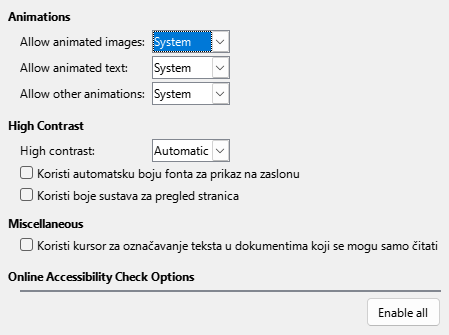 Animations
Allow animated images: System
Allow animated text: System
Allow other animations: System
High Contrast
High contrast: Automatic
Koristi automatsku boju fonta za prikaz na zaslonu
Koristi boje sustava za pregled stranica
Miscellaneous
Koristi kursor za označavanje teksta u dokumentima koji se mogu samo čitati
Online Accessibility Check Options
Enable all